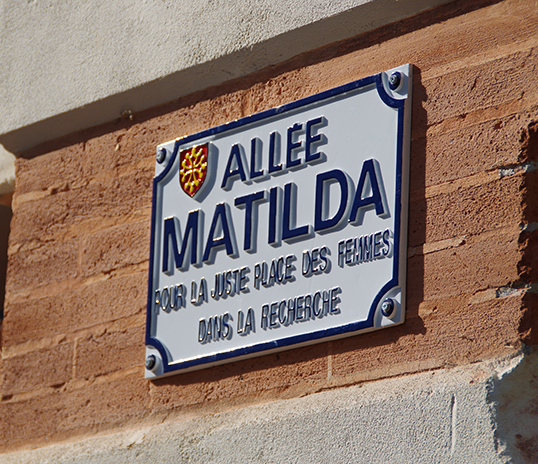 ALLÉE
MATILDA
POUR LA JUSTE PLACE DES FEMMES
DANS LA RECHERCHE